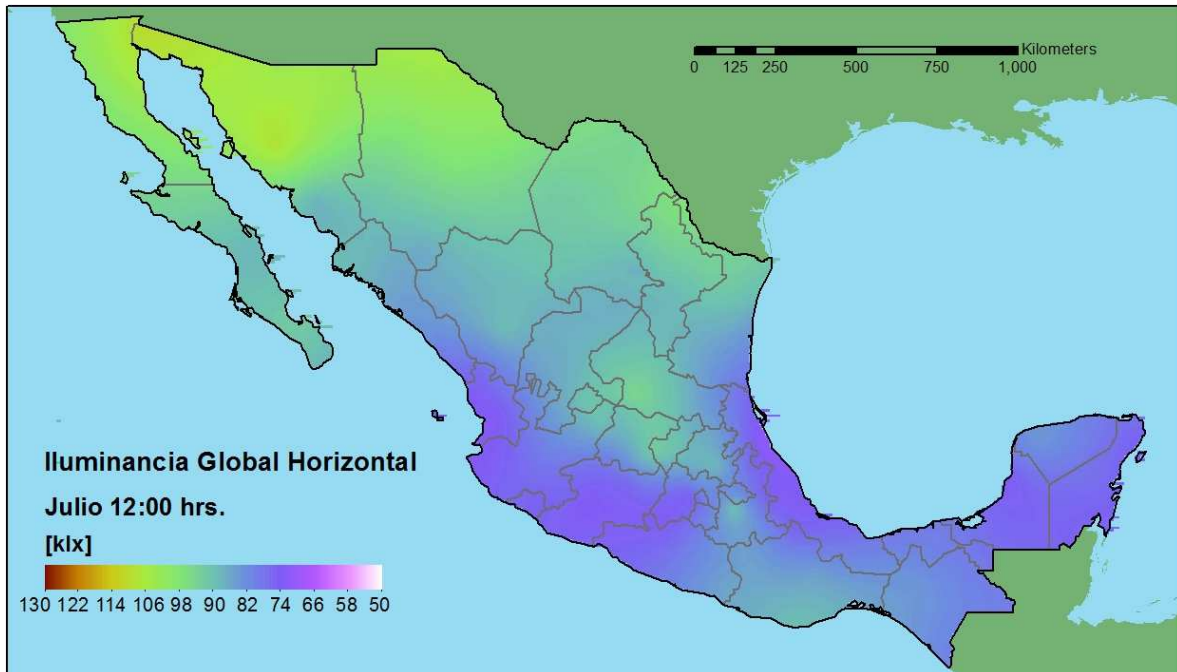 Kilometers
0 125 250 500 750 1,000
Iluminancia Global Horizontal
Julio 12:00 hrs.
[klx]
130 122 114 106 98 90 82 74 66 58 50